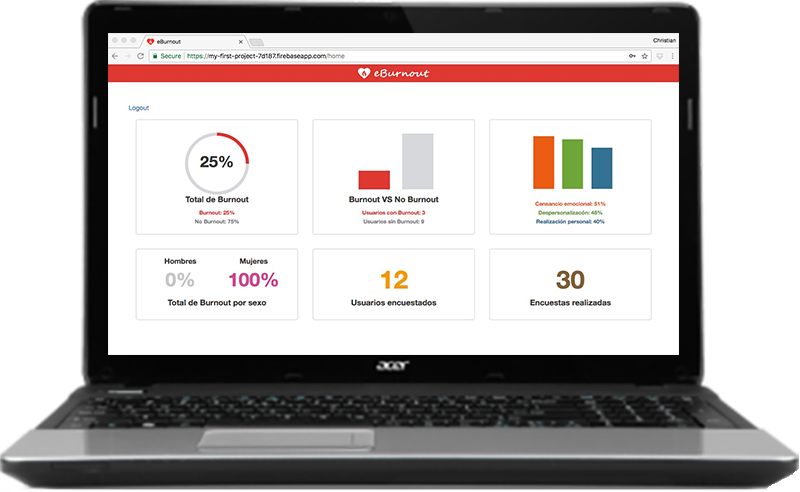 eBurnout
Christian
Secure https://my-first-project-7d187.firebaseapp.com/home
eBurnout
Logout
25%
Total de Burnout
Burnout: 25%
No Burnout: 75%
Burnout VS No Burnout
Usuarios con Burnout: 3
Usuarios sin Burnout: 9
Cansancio emocional: 51%
Despersonalizacón: 48%
Realización personal: 40%
Hombres Mujeres
0% 100%
Total de Burnout por sexo
12
Usuarios encuestados
30
Encuestas realizadas
acer